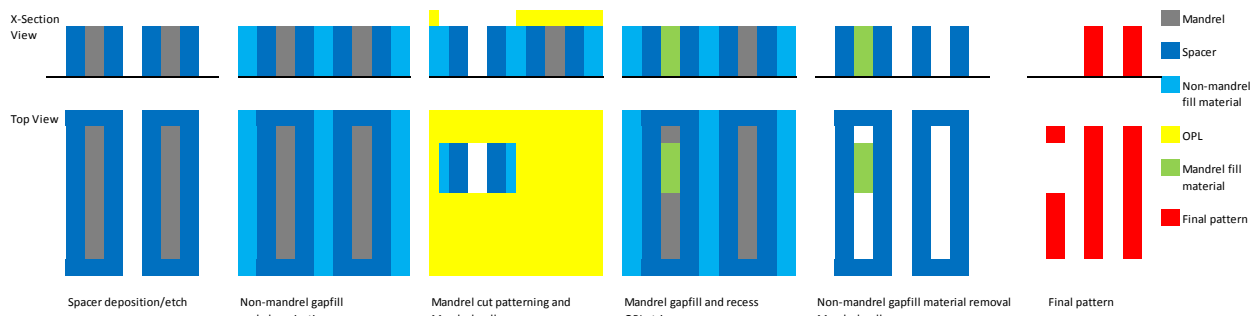 X-Section
View
Top View
Mandrel
Spacer
Non-mandrel
fill material
OPL
Mandrel fill
material
Final pattern
Spacer deposition/etch
Non-mandrel gapfill
Mandrel cut patterning and
Mandrel gapfill and recess
Non-mandrel gapfill material removal
Final pattern